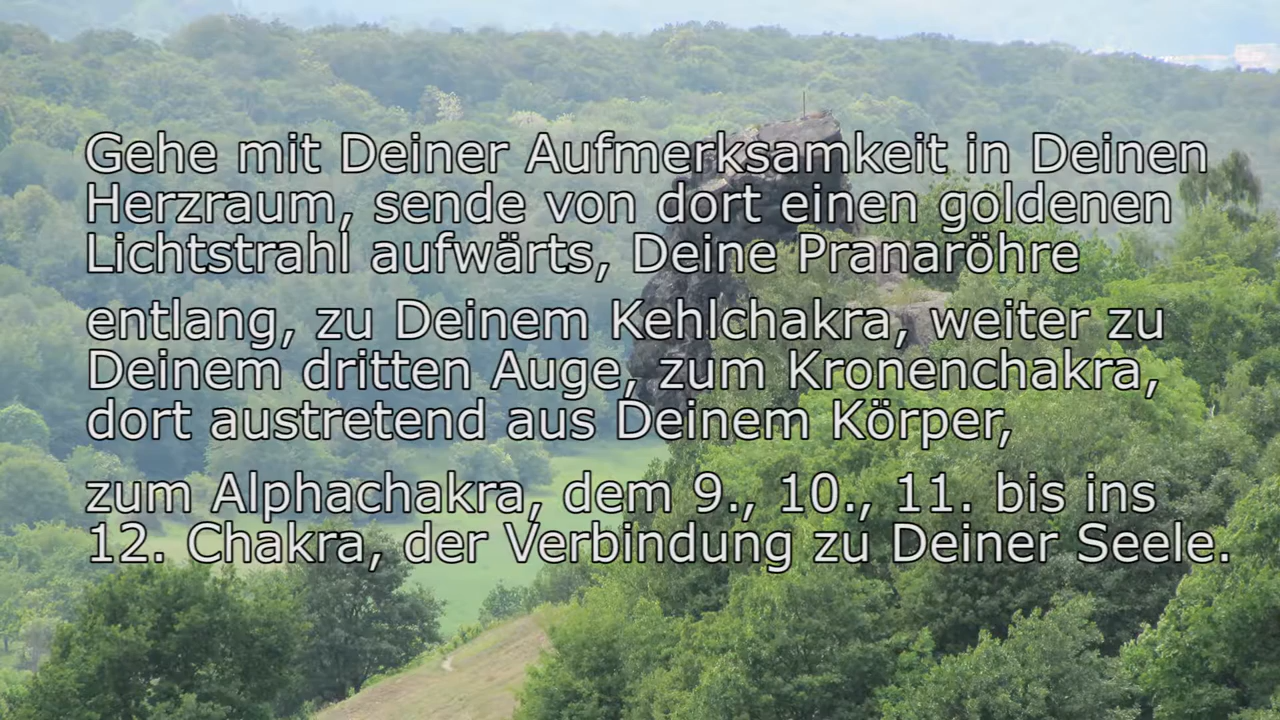 Gehe mit Deiner Aufmerksamkeit in Deinen
Herzraum, sende von dort einen goldenen
Lichtstrahl aufwärts, Deine Pranaröhre
entlang, zu Deinem Kehlchakra, weiter zu
Deinem dritten Auge, zum Kronenchakra,
dort austretend aus Deinem Körper,
zum Alphachakra, dem 9., 10., 11. bis ins
12. Chakra, der Verbindung zu Deiner Seele.